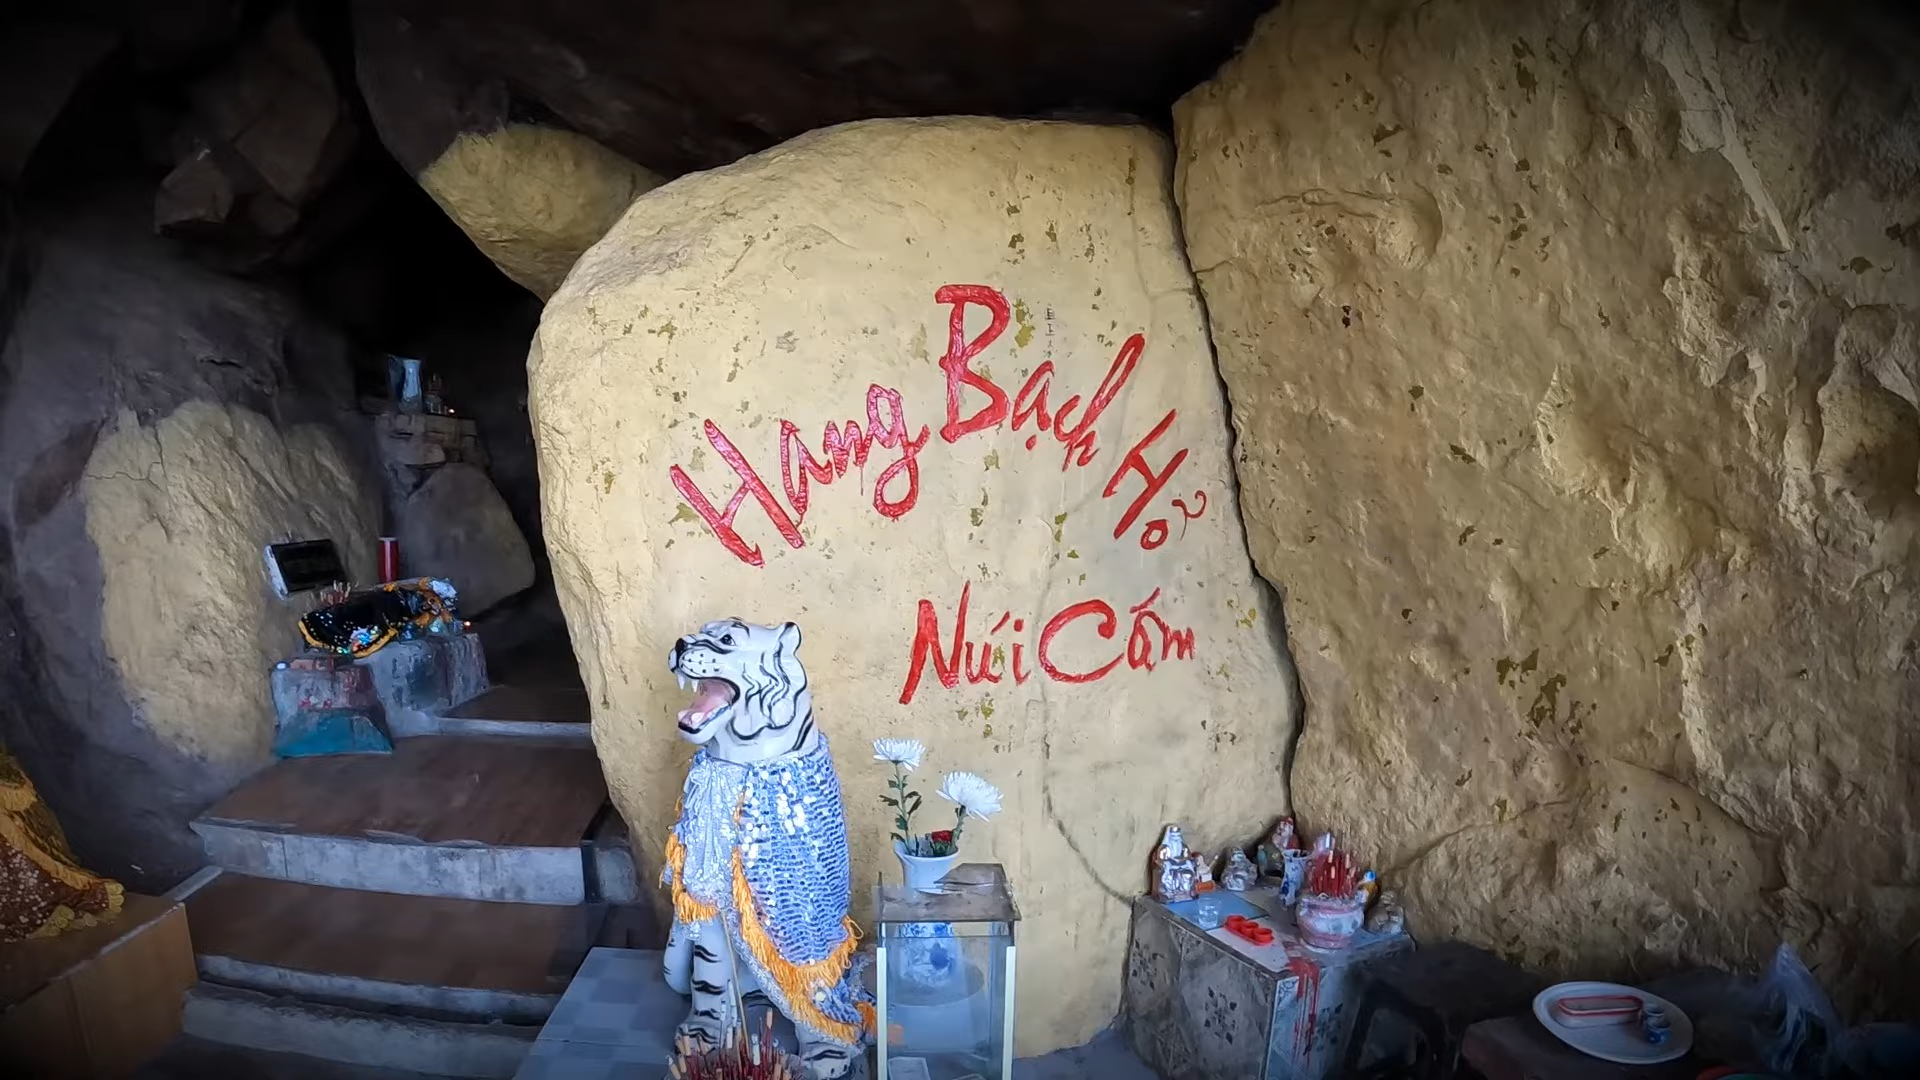 Hang Bạch Hổ
Núi Cấm